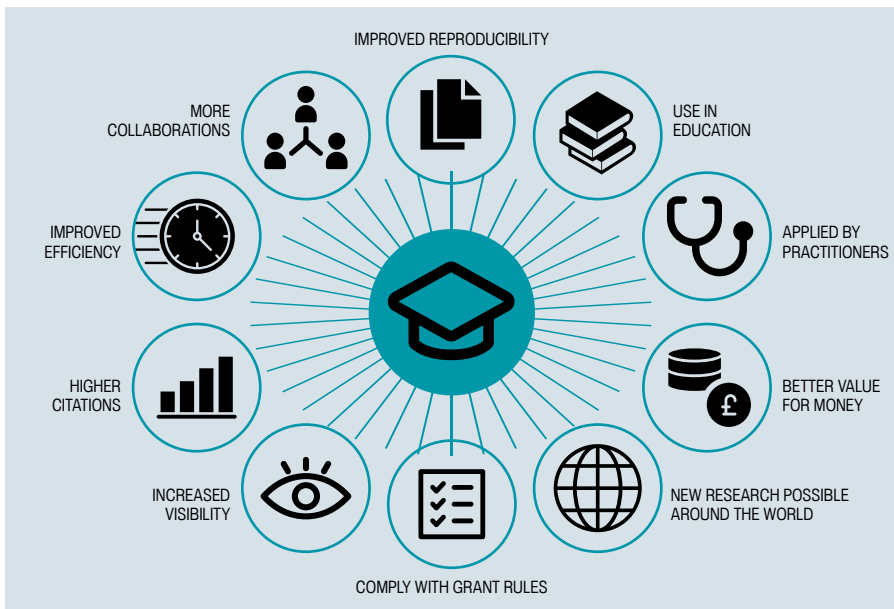 IMPROVED REPRODUCIBILITY
MORE
COLLABORATIONS
USE IN
EDUCATION
IMPROVED
EFFICIENCY
APPLIED BY
PRACTITIONERS
HIGHER
CITATIONS
BETTER VALUE
FOR MONEY
£
INCREASED
VISIBILITY
NEW RESEARCH POSSIBLE
AROUND THE WORLD
COMPLY WITH GRANT RULES